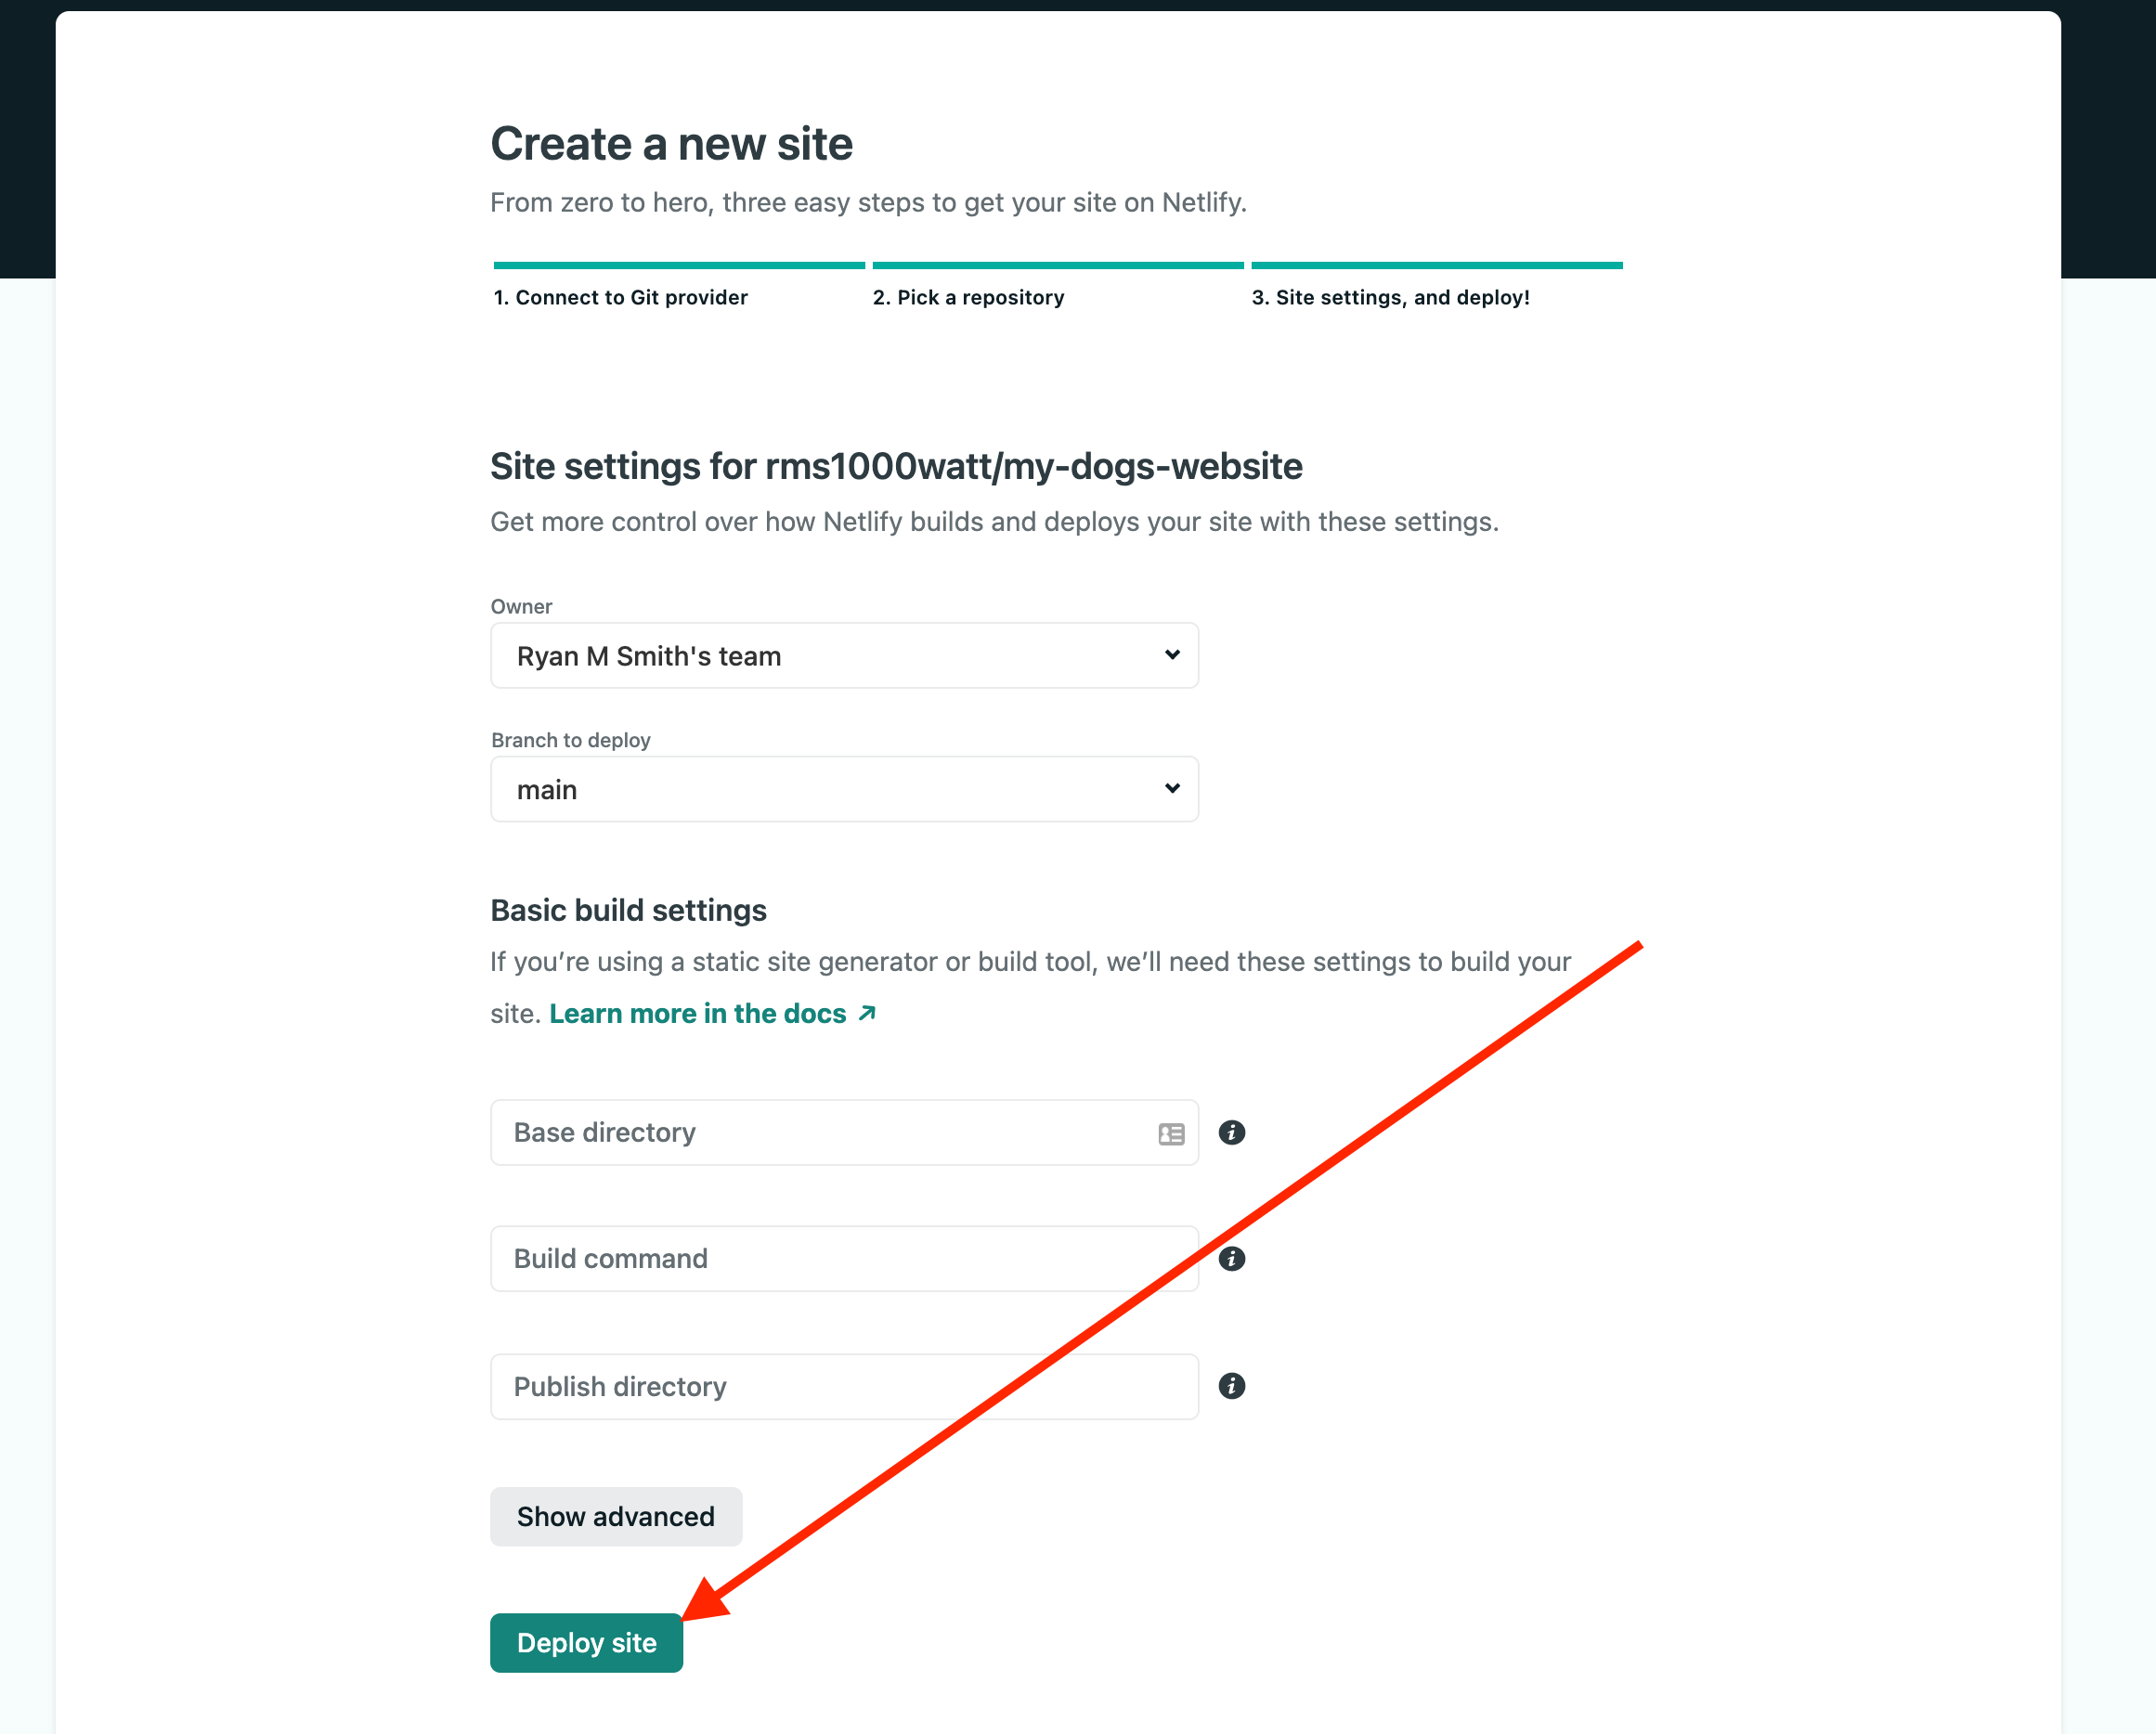 Create a new site
From zero to hero, three easy steps to get your site on Netlify.
1. Connect to Git provider
2. Pick a repository
3. Site settings, and deploy!
Site settings for rms1000watt/my-dogs-website
Get more control over how Netlify builds and deploys your site with these settings.
Owner
Ryan M Smith's team
Branch to deploy
main
Basic build settings
If you’re using a static site generator or build tool, we’ll need these settings to build your
site. Learn more in the docs
Base directory
Build command
Publish directory
Show advanced
Deploy site